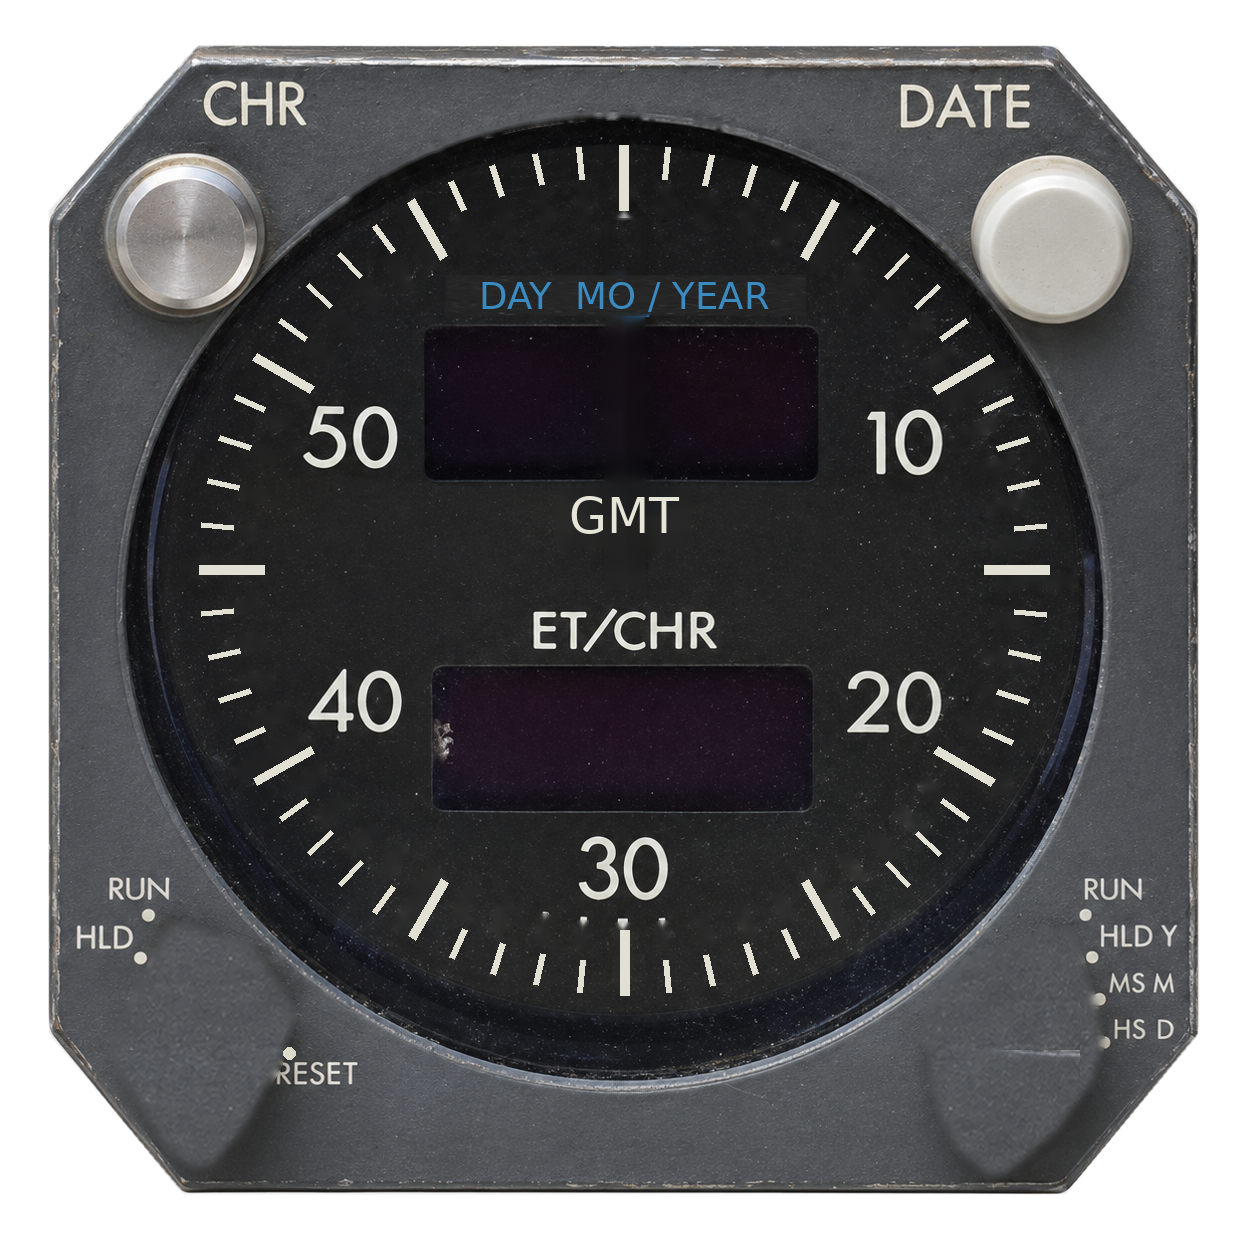 CHR DATE
DAY MO / YEAR
50 10
GMT
ET/CHR
40 20
30
RUN RUN
HLD HLD Y
MS M
HS D
RESET